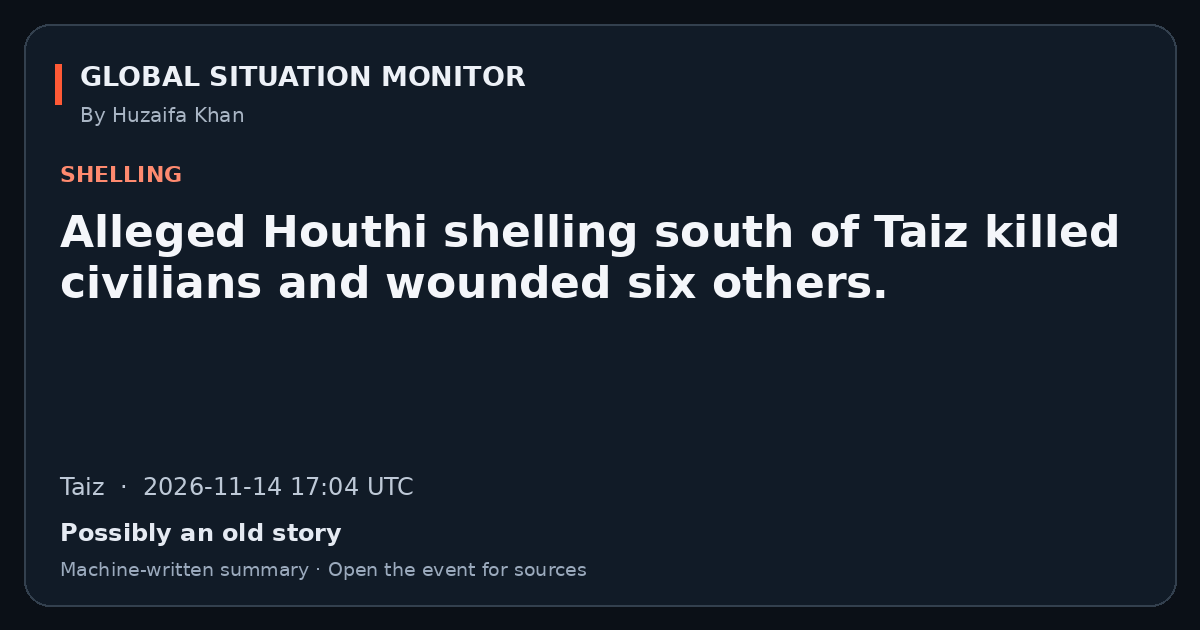 GLOBAL SITUATION MONITOR
By Huzaifa Khan
SHELLING
Alleged Houthi shelling south of Taiz killed
civilians and wounded six others.
Taiz · 2026-11-14 17:04 UTC
Possibly an old story
Machine-written summary · Open the event for sources